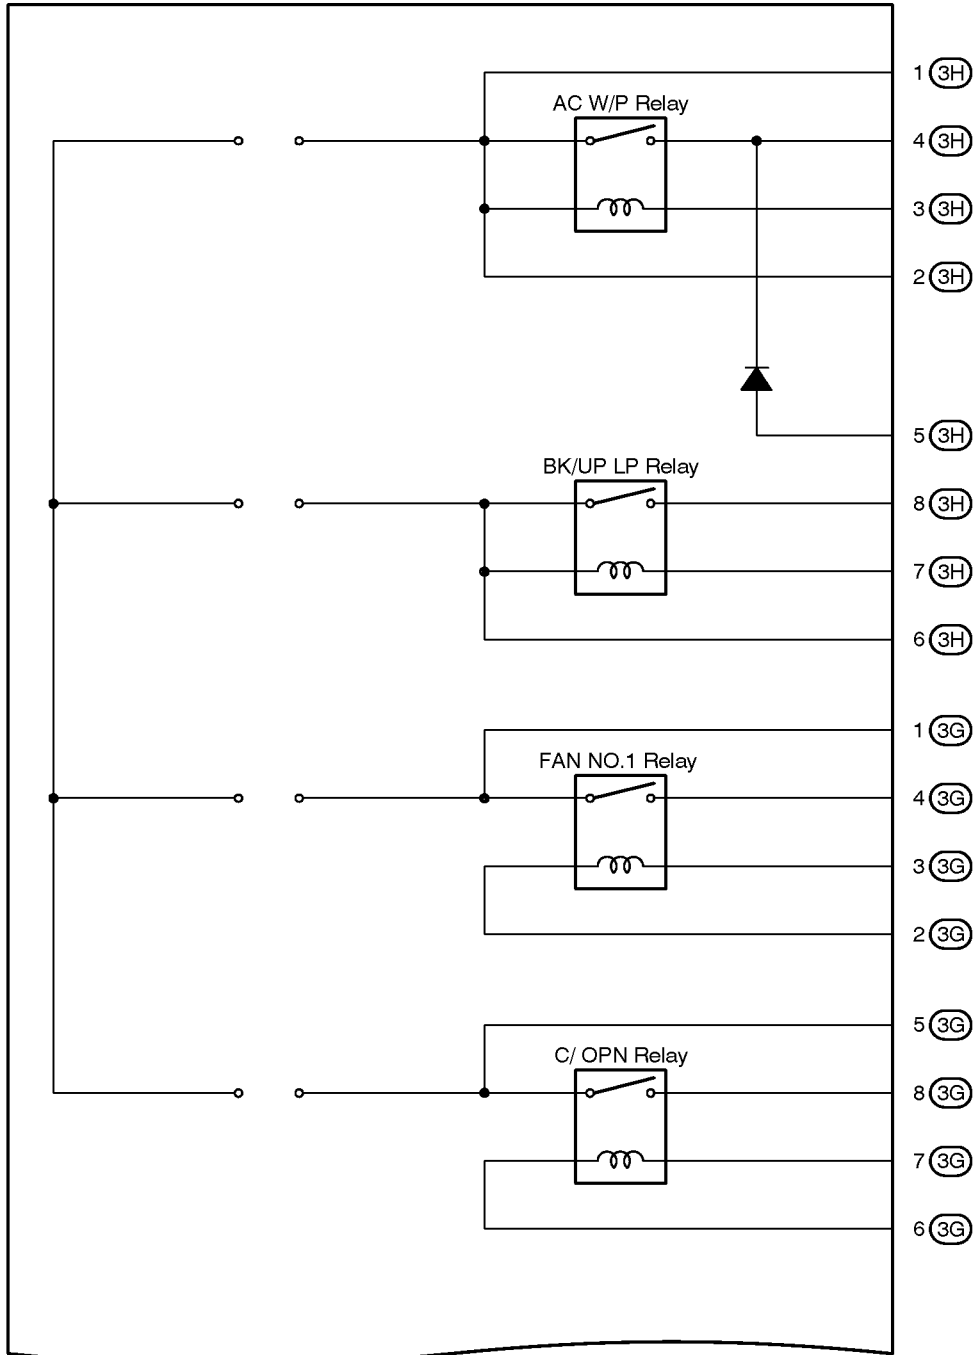 1 3H
AC W/P Relay
4 3H
3 3H
2 3H
5 3H
BK/UP LP Relay
8 3H
7 3H
6 3H
1 3G
FAN NO.1 Relay
4 3G
3 3G
2 3G
5 3G
C/ OPN Relay
8 3G
7 3G
6 3G